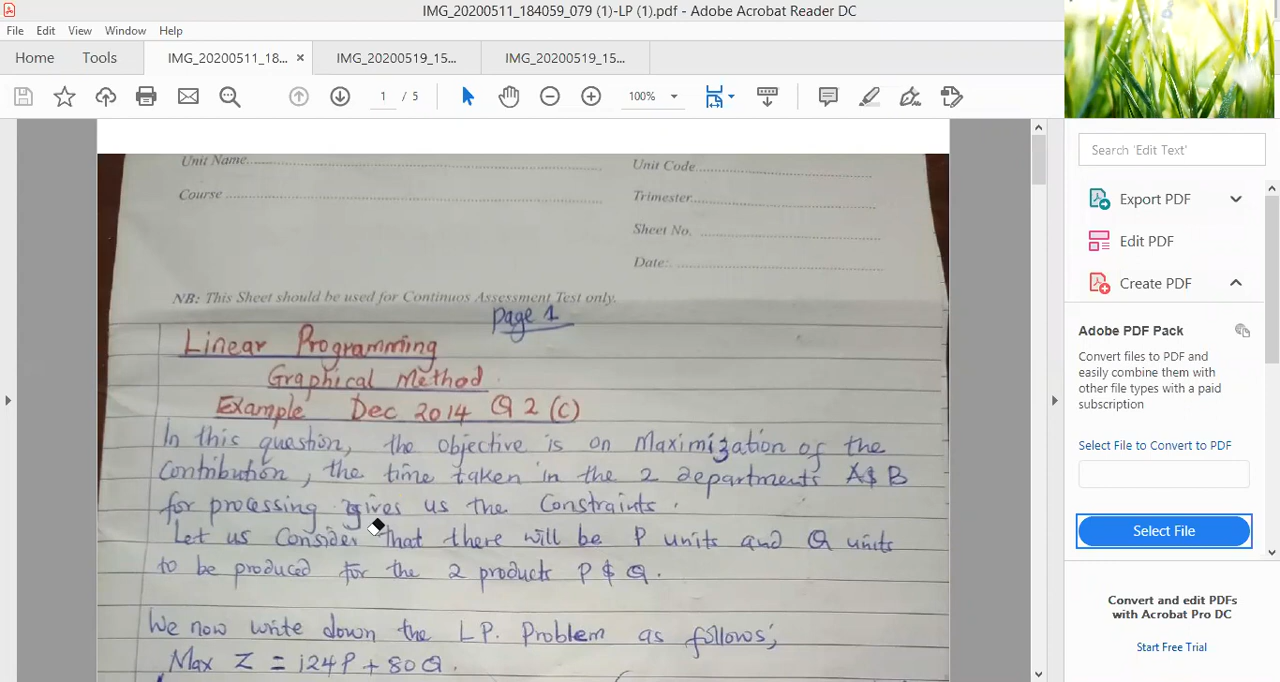 IMG_20200511_184059_079 (1)-LP (1).pdf - Adobe Acrobat Reader DC
File Edit View Window Help
Home Tools IMG_20200511_18... × IMG_20200519_15... IMG_20200519_15...
1 / 5 100%
Search 'Edit Text'
Export PDF
Edit PDF
Create PDF
Adobe PDF Pack
Convert files to PDF and
easily combine them with
other file types with a paid
subscription
Select File to Convert to PDF
Select File
Convert and edit PDFs
with Acrobat Pro DC
Start Free Trial
Unit Name
Unit Code
Course
Trimester
Sheet No.
Date:
NB: This Sheet should be used for Continuos Assessment Test only.
Page 1
Linear Programming
Graphical Method
Example Dec 2014 Q 2 (c)
In this question, the objective is on Maximization of the
Contribution, the time taken in the 2 departments A & B
for processing gives us the Constraints.
Let us Consider that there will be P units and Q units
to be produced for the 2 products P & Q.
We now write down the LP. Problem as follows;
Max Z = 124P + 80Q.